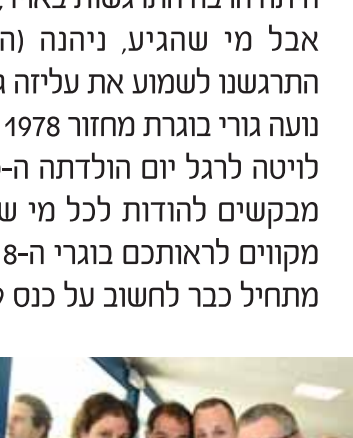 אבל מי שהגיע, ניהנה
התרגשנו לשמוע את עליזה
נועה גורי בוגרת מחזור 1978
לויטה לרגל יום הולדתה ה-
מבקשים להודות לכל מי
מקווים לראותכם בוגרי ה-8
מתחיל כבר לחשוב על כנס